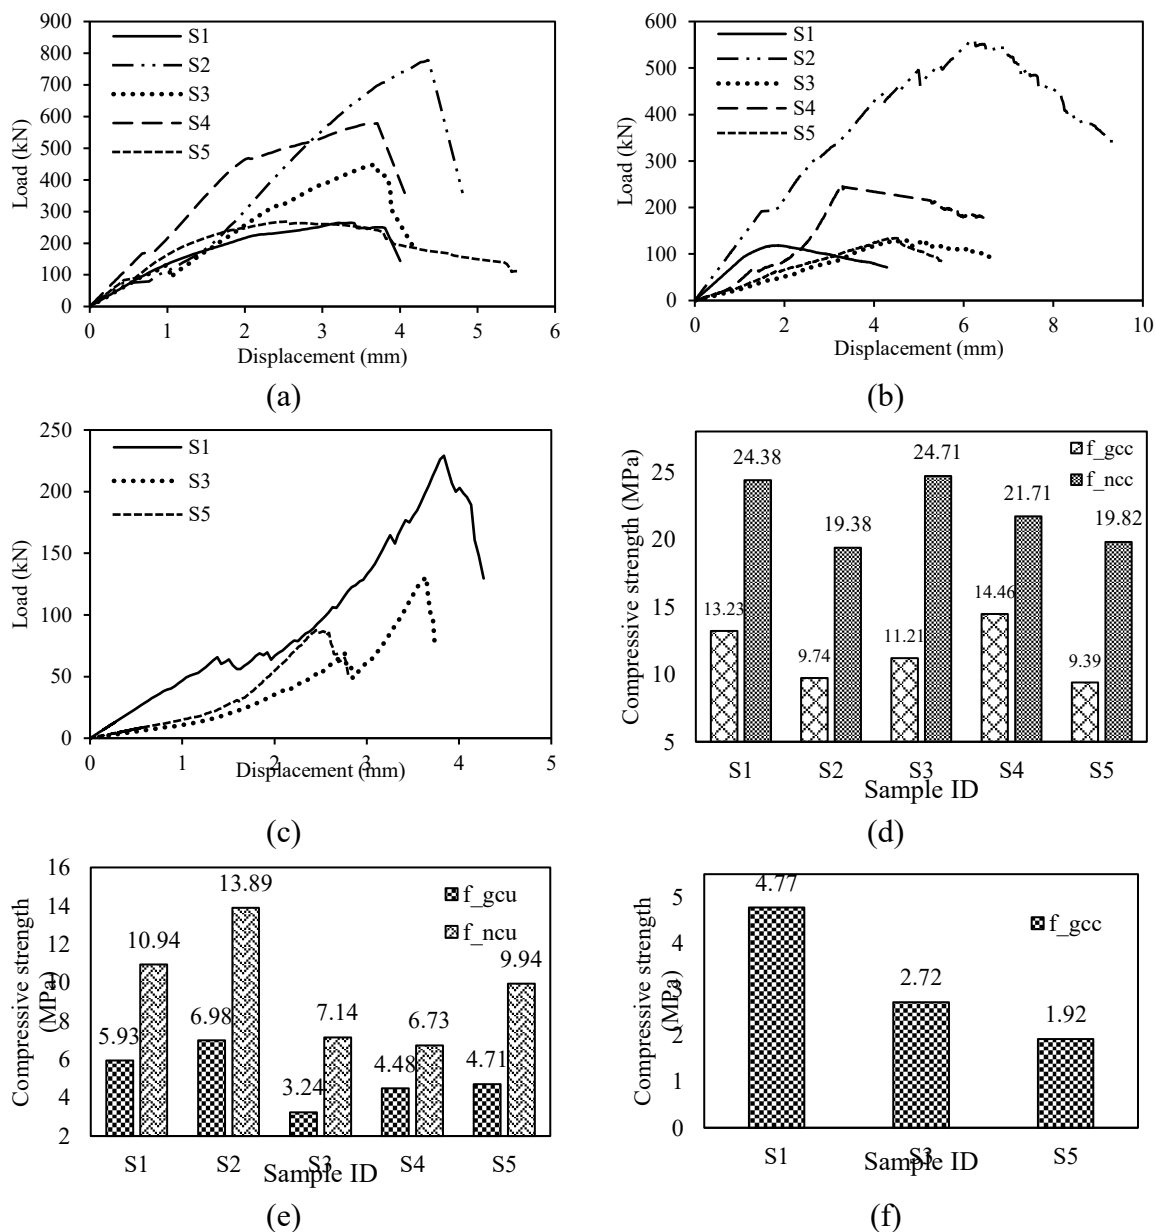 900
800
700
600
500
400
300
200
100
0
Load (kN)
S1
S2
S3
S4
S5
0 1 2 3 4 5 6
Displacement (mm)
(a)
600
500
400
300
200
100
0
Load (kN)
S1
S2
S3
S4
S5
0 2 4 6 8 10
Displacement (mm)
(b)
250
200
150
100
50
0
Load (kN)
S1
S3
S5
0 1 2 3 4 5
Displacement (mm)
(c)
25
20
15
10
5
Compressive strength (MPa)
f_gcc
f_ncc
13.23 24.38 9.74 19.38 11.21 24.71 14.46 21.71 9.39 19.82
S1 S2 S3 S4 S5
Sample ID
(d)
16
14
12
10
8
6
4
2
Compressive strength
(MPa)
f_gcu
f_ncu
5.93 10.94 6.98 13.89 3.24 7.14 4.48 6.73 4.71 9.94
S1 S2 S3 S4 S5
Sample ID
(e)
5
4
3
2
1
0
Compressive strength
(MPa)
f_gcc
4.77 2.72 1.92
S1 S3 S5
Sample ID
(f)